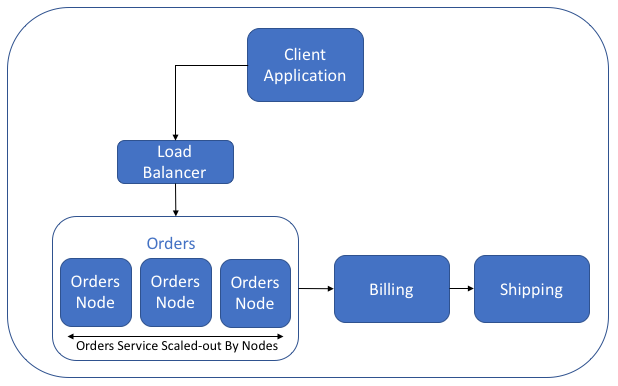 Client
Application
Load
Balancer
Orders
Orders
Node
Orders
Node
Orders
Node
Orders Service Scaled-out By Nodes
Billing
Shipping